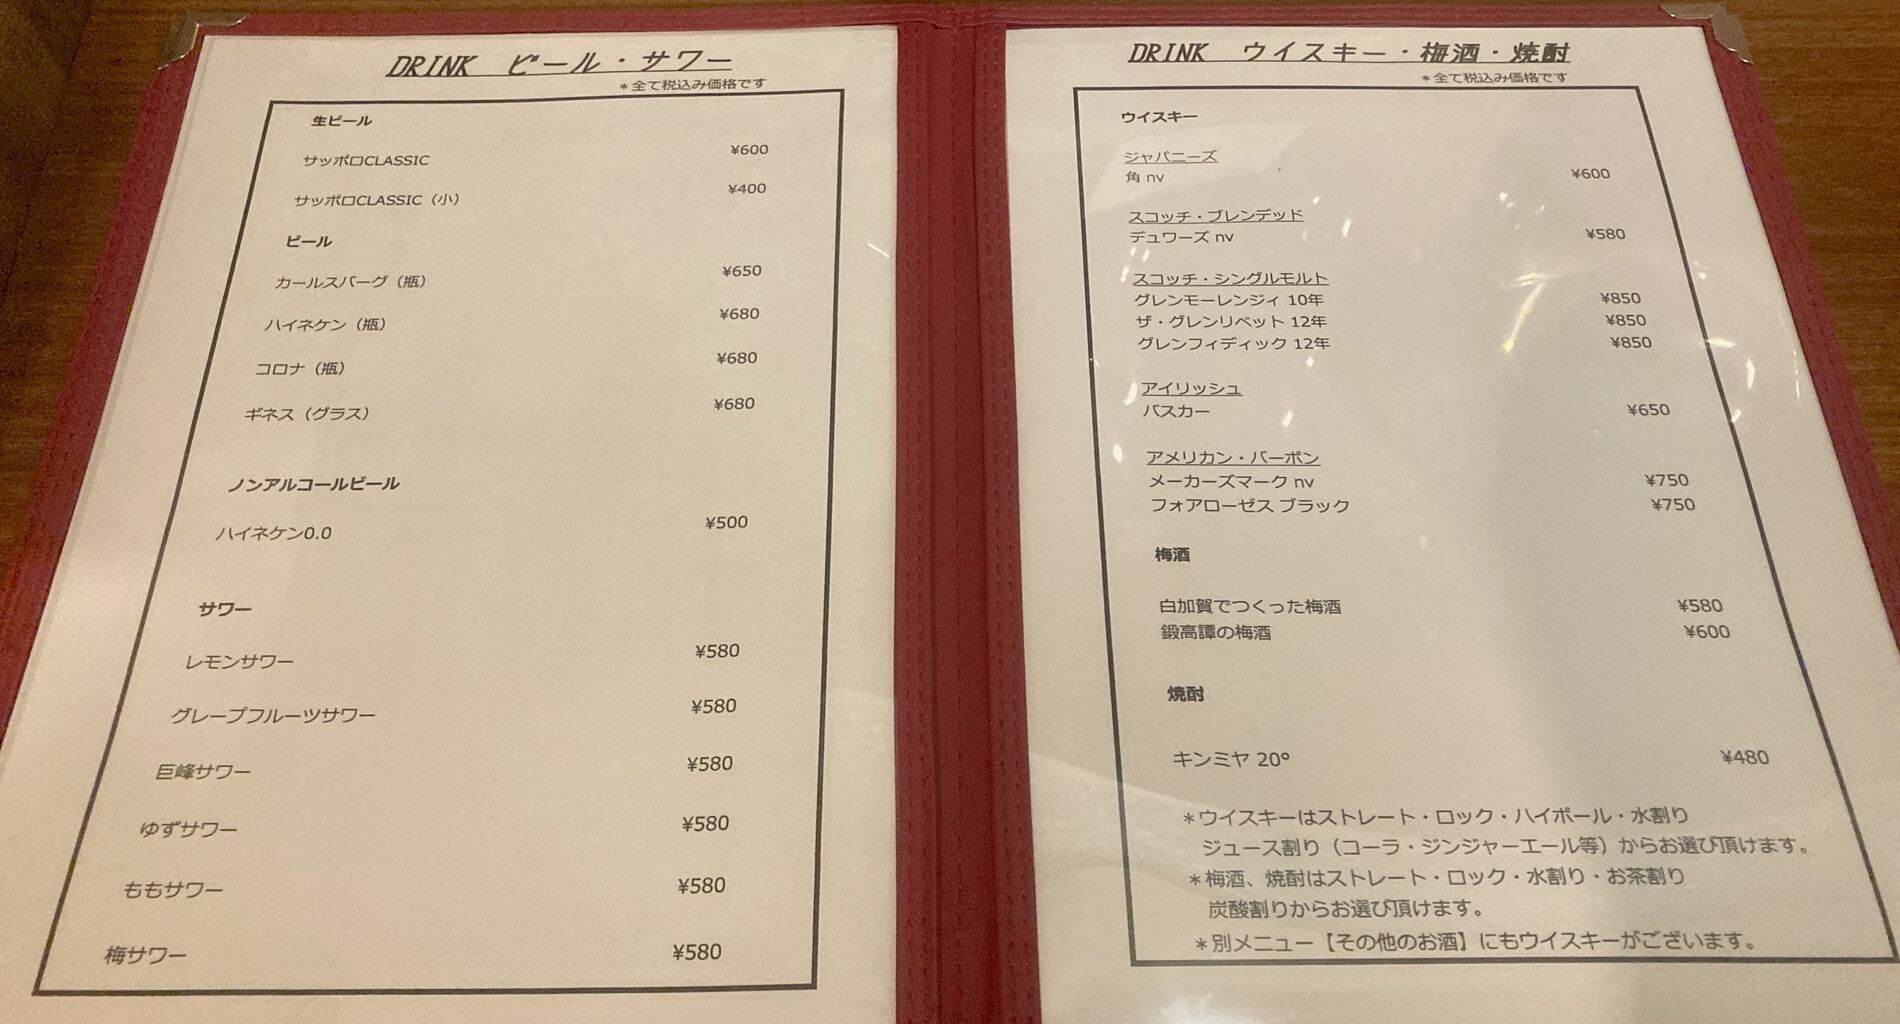 DRINK ビール・サワー
＊全て税込み価格です
生ビール
サッポロCLASSIC ¥600
サッポロCLASSIC（小） ¥400
ビール
カールスバーグ（瓶） ¥650
ハイネケン（瓶） ¥680
コロナ（瓶） ¥680
ギネス（グラス） ¥680
ノンアルコールビール
ハイネケン0.0 ¥500
サワー
レモンサワー ¥580
グレープフルーツサワー ¥580
巨峰サワー ¥580
ゆずサワー ¥580
ももサワー ¥580
梅サワー ¥580
DRINK ウイスキー・梅酒・焼酎
＊全て税込み価格です
ウイスキー
ジャパニーズ
角 nv ¥600
スコッチ・ブレンデッド
デュワーズ nv ¥580
スコッチ・シングルモルト
グレンモーレンジィ 10年 ¥850
ザ・グレンリベット 12年 ¥850
グレンフィディック 12年 ¥850
アイリッシュ
バスカー ¥650
アメリカン・バーボン
メーカーズマーク nv ¥750
フォアローゼス ブラック ¥750
梅酒
白加賀でつくった梅酒 ¥580
鍛高譚の梅酒 ¥600
焼酎
キンミヤ 20° ¥480
＊ウイスキーはストレート・ロック・ハイボール・水割り
ジュース割り（コーラ・ジンジャーエール等）からお選び頂けます。
＊梅酒、焼酎はストレート・ロック・水割り・お茶割り
炭酸割りからお選び頂けます。
＊別メニュー【その他のお酒】にもウイスキーがございます。